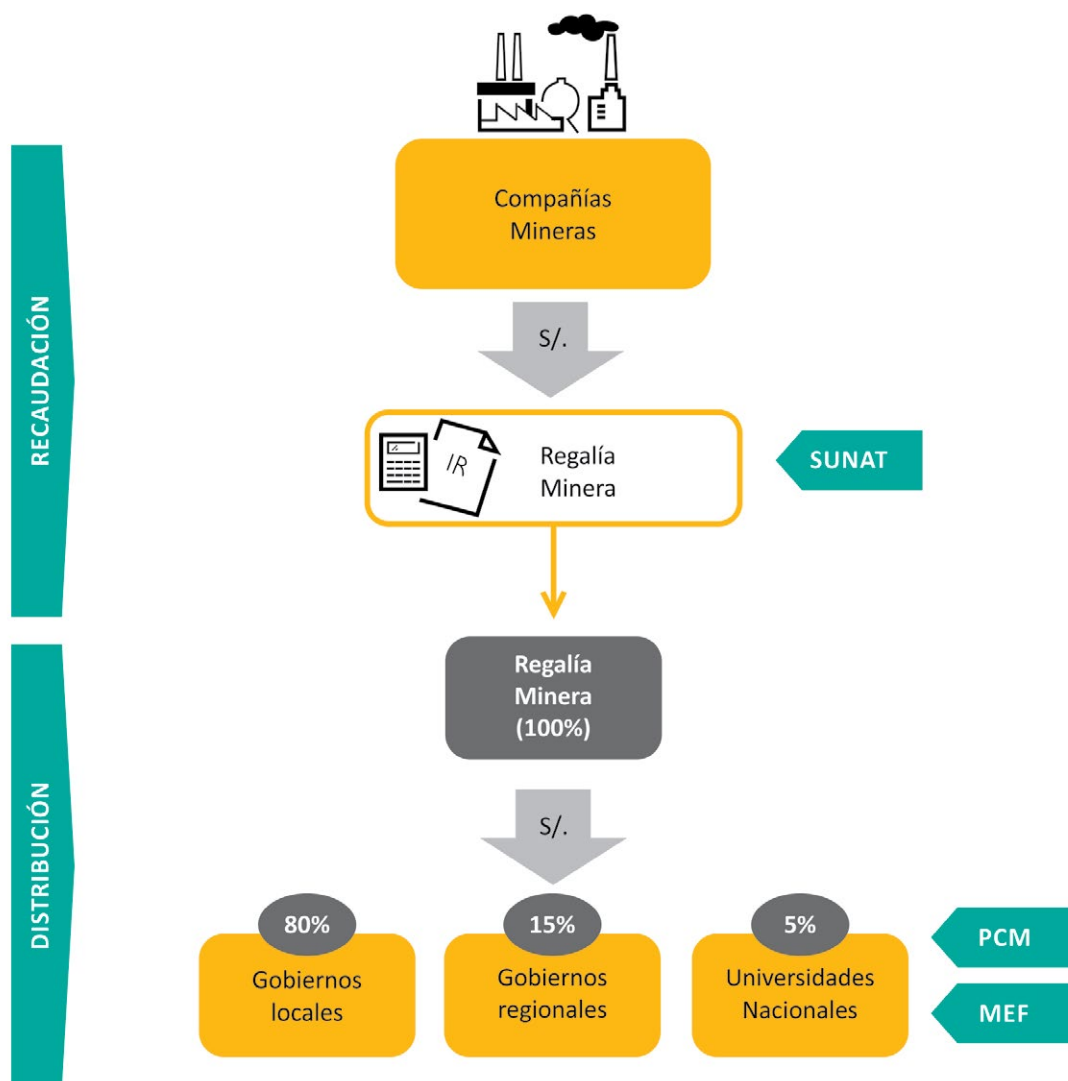 Compañías
Mineras
RECAUDACIÓN
S/.
IR
Regalía
Minera
SUNAT
Regalía
Minera
(100%)
DISTRIBUCIÓN
S/.
80%
Gobiernos
locales
15%
Gobiernos
regionales
5%
Universidades
Nacionales
PCM
MEF